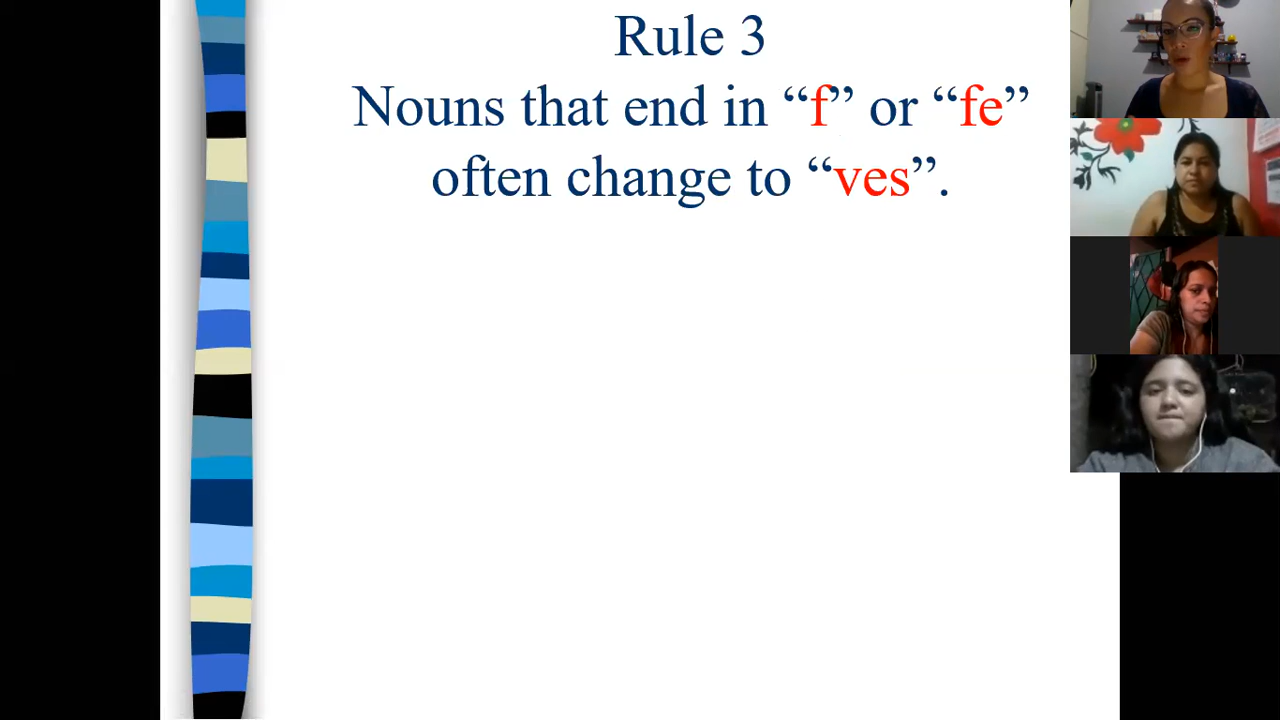 Rule 3
Nouns that end in “f” or “fe”
often change to “ves”.